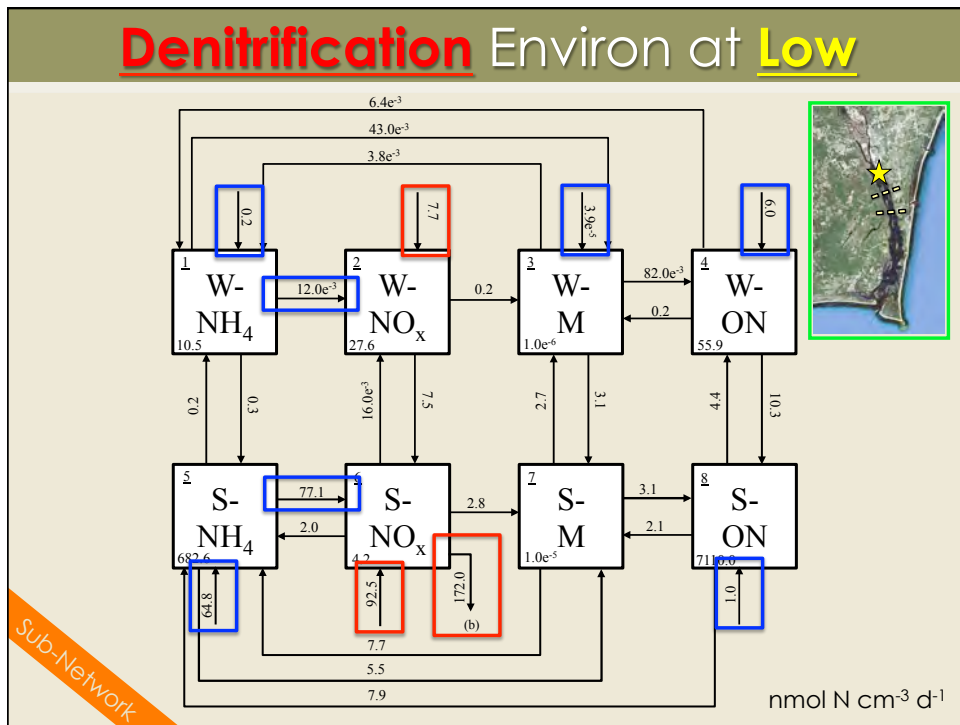 Denitrification Environ at Low
6.4e-3
43.0e-3
3.8e-3
0.2
7.7
3.9e-5
6.0
1
W-
NH4
10.5
12.0e-3
2
W-
NOx
27.6
0.2
3
W-
M
1.0e-6
82.0e-3
0.2
4
W-
ON
55.9
0.2
0.3
16.0e-3
7.5
2.7
3.1
4.4
10.3
5
S-
NH4
682.6
77.1
2.0
6
S-
NOx
4.2
2.8
7
S-
M
1.0e-5
3.1
2.1
8
S-
ON
7110.0
64.8
92.5
172.0
(b)
1.0
7.7
5.5
7.9
Sub-Network
nmol N cm-3 d-1